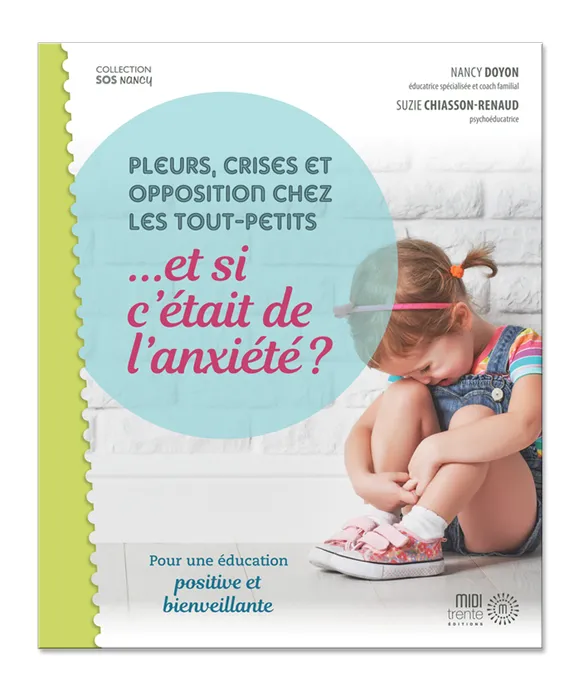 COLLECTION
SOS NANCY
NANCY DOYON
éducatrice spécialisée et coach familial
SUZIE CHIASSON-RENAUD
psychoéducatrice
PLEURS, CRISES ET
OPPOSITION CHEZ
LES TOUT-PETITS
...et si
c'était de
l'anxiété ?
Pour une éducation
positive et
bienveillante
MIDI
trente
ÉDITIONS
m